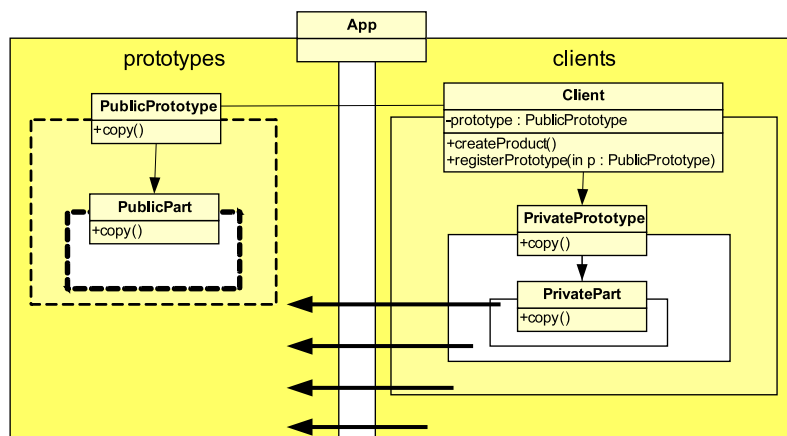 App
prototypes
clients
PublicPrototype
+copy()
Client
-prototype : PublicPrototype
+createProduct()
+registerPrototype(in p : PublicPrototype)
PublicPart
+copy()
PrivatePrototype
+copy()
PrivatePart
+copy()